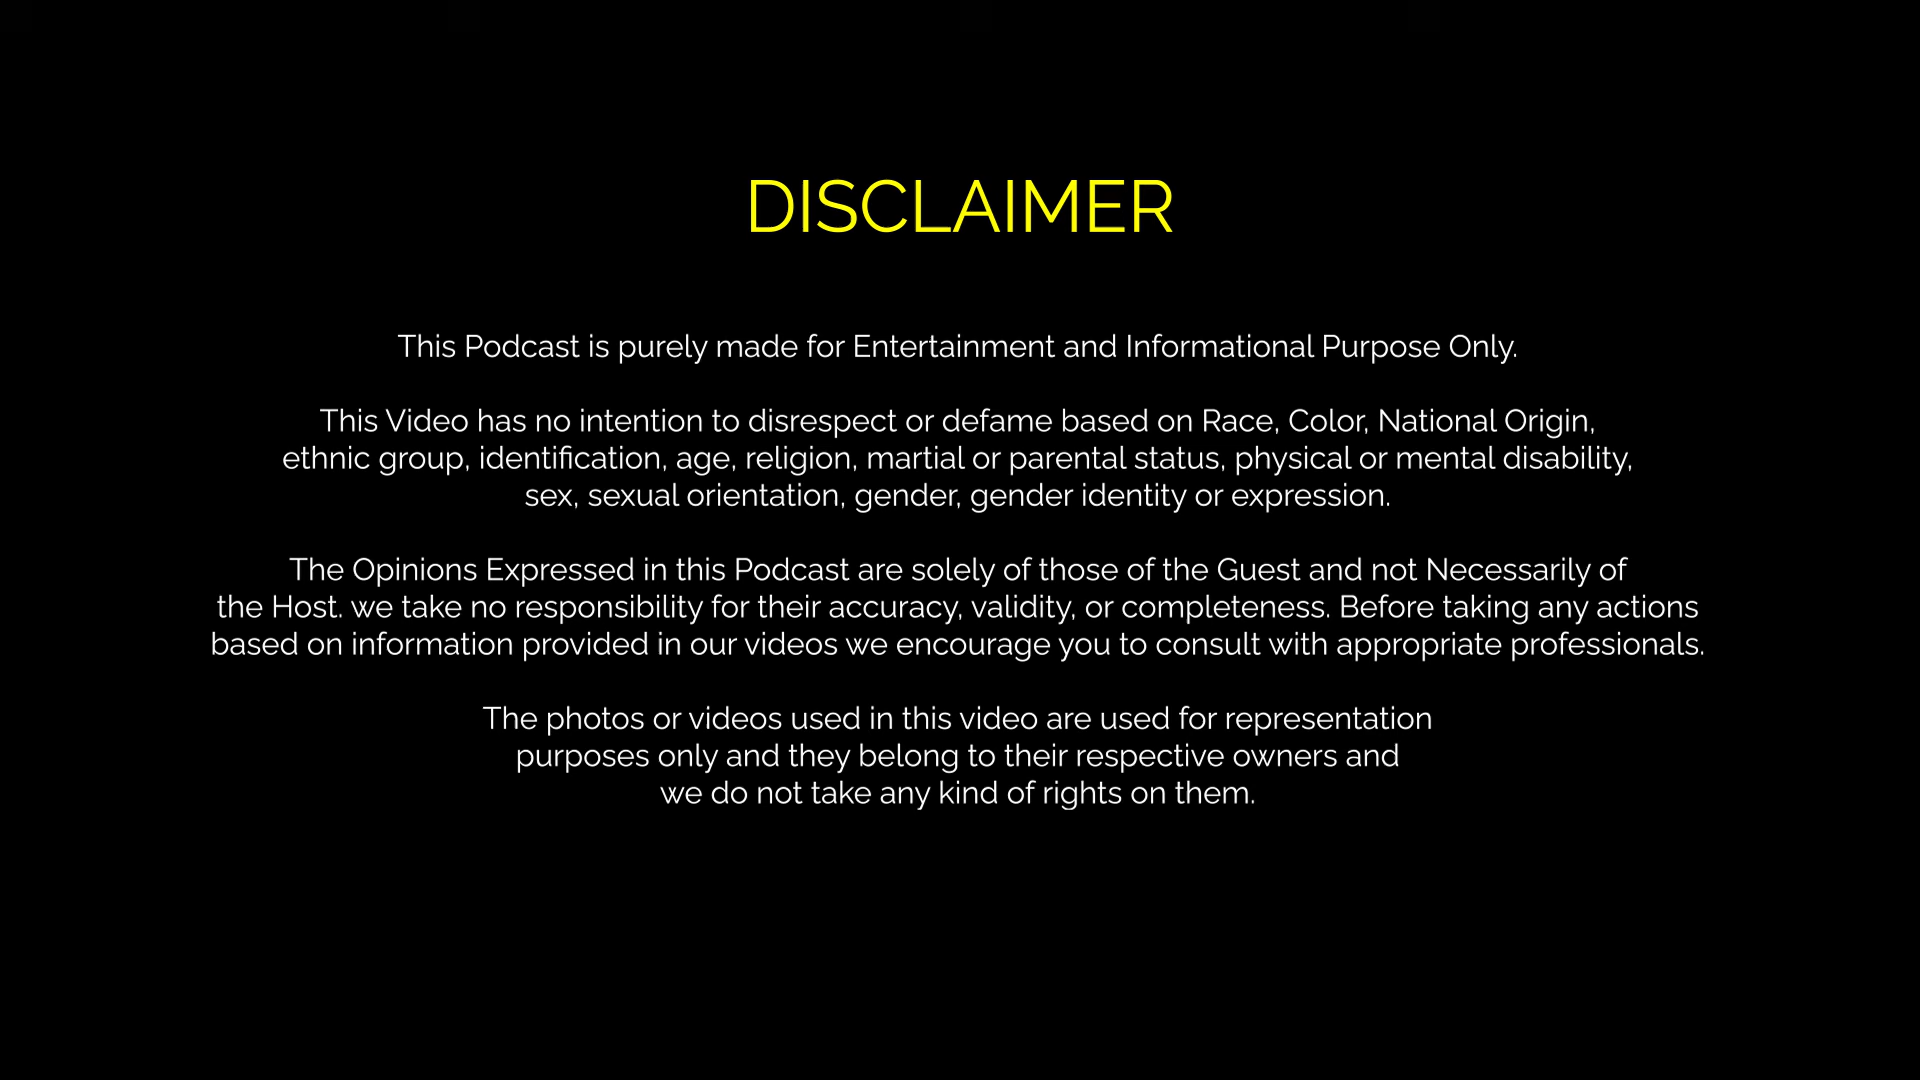 DISCLAIMER
This Podcast is purely made for Entertainment and Informational Purpose Only.
This Video has no intention to disrespect or defame based on Race, Color, National Origin,
ethnic group, identification, age, religion, martial or parental status, physical or mental disability,
sex, sexual orientation, gender, gender identity or expression.
The Opinions Expressed in this Podcast are solely of those of the Guest and not Necessarily of
the Host. we take no responsibility for their accuracy, validity, or completeness. Before taking any actions
based on information provided in our videos we encourage you to consult with appropriate professionals.
The photos or videos used in this video are used for representation
purposes only and they belong to their respective owners and
we do not take any kind of rights on them.